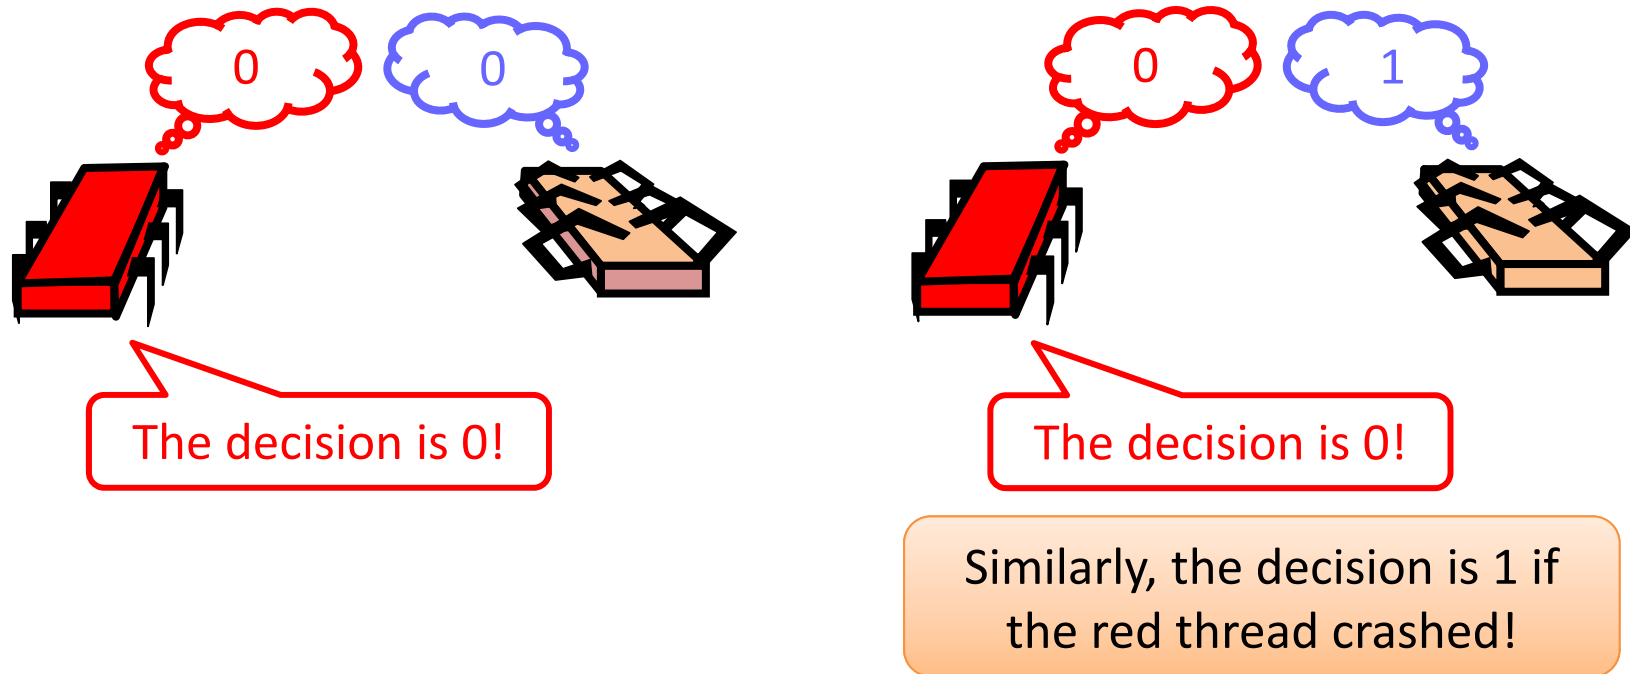 0
0
The decision is 0!
0
1
The decision is 0!
Similarly, the decision is 1 if
the red thread crashed!